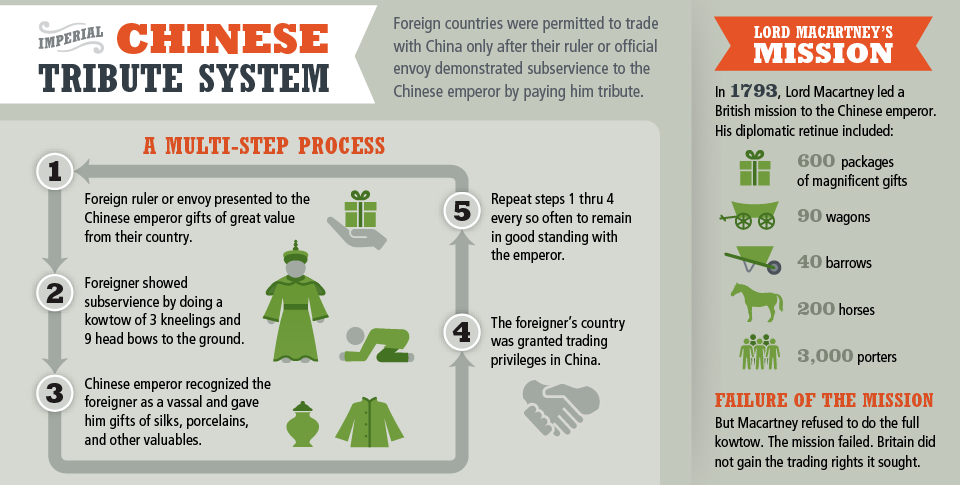 IMPERIAL
CHINESE
TRIBUTE SYSTEM
Foreign countries were permitted to trade
with China only after their ruler or official
envoy demonstrated subservience to the
Chinese emperor by paying him tribute.
A MULTI-STEP PROCESS
1
Foreign ruler or envoy presented to the
Chinese emperor gifts of great value
from their country.
2
Foreigner showed
subservience by doing a
kowtow of 3 kneelings and
9 head bows to the ground.
3
Chinese emperor recognized the
foreigner as a vassal and gave
him gifts of silks, porcelains,
and other valuables.
4
The foreigner's country
was granted trading
privileges in China.
5
Repeat steps 1 thru 4
every so often to remain
in good standing with
the emperor.
LORD MACARTNEY'S
MISSION
In 1793, Lord Macartney led a
British mission to the Chinese emperor.
His diplomatic retinue included:
600 packages
of magnificent gifts
90 wagons
40 barrows
200 horses
3,000 porters
FAILURE OF THE MISSION
But Macartney refused to do the full
kowtow. The mission failed. Britain did
not gain the trading rights it sought.